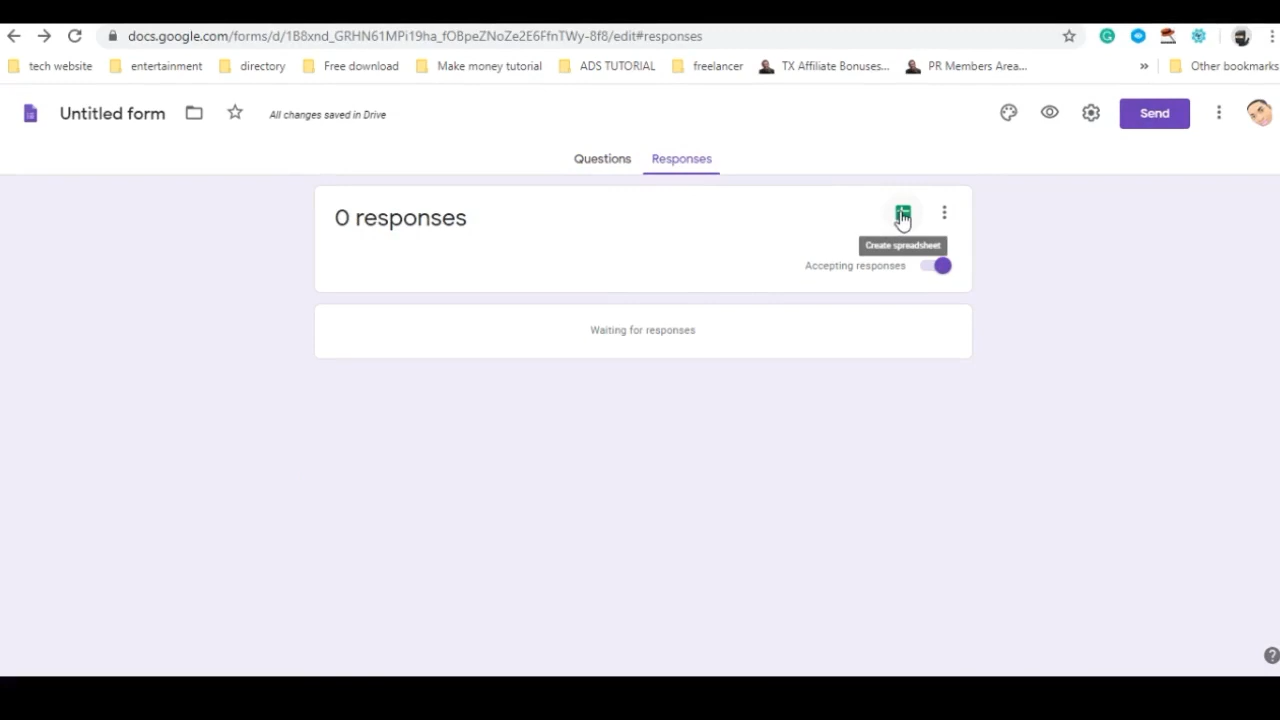 docs.google.com/forms/d/1B8xnd_GRHN61MPi19ha_fOBpeZNoZe2E6FfnTWy-8f8/edit#responses
tech website entertainment directory Free download Make money tutorial ADS TUTORIAL freelancer TX Affiliate Bonuses... PR Members Area... » Other bookmarks
Untitled form All changes saved in Drive Send
Questions Responses
0 responses
Create spreadsheet
Accepting responses
Waiting for responses